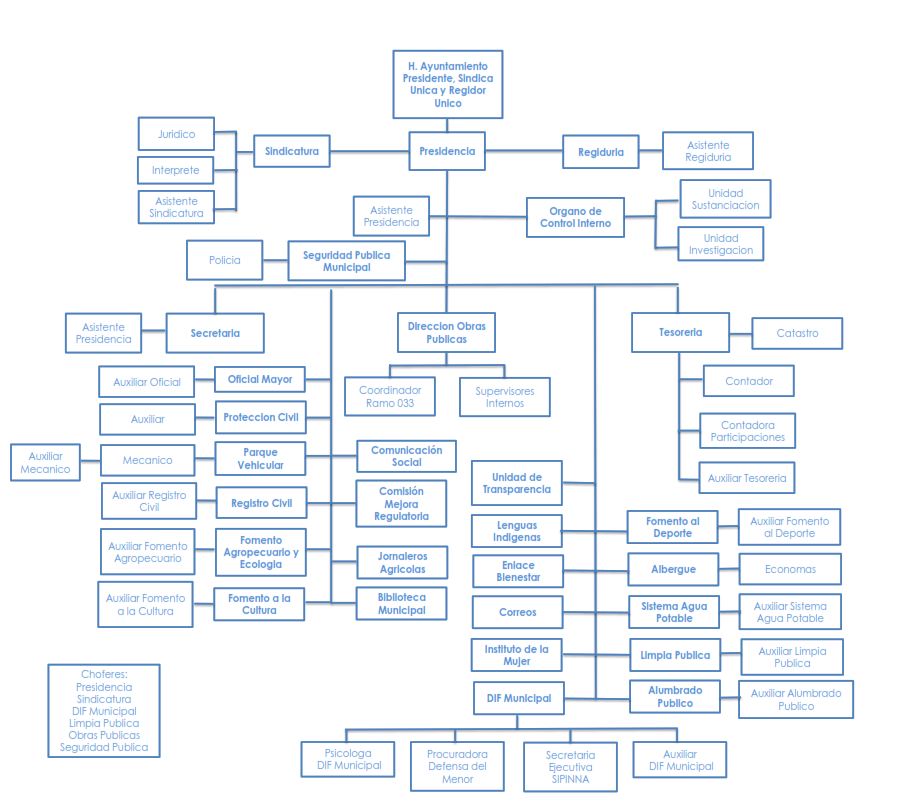 H. Ayuntamiento
Presidente, Sindica
Unica y Regidor
Unico
Juridico
Interprete
Asistente
Sindicatura
Sindicatura
Presidencia
Regiduria
Asistente
Regiduria
Asistente
Presidencia
Organo de
Control Interno
Unidad
Sustanciacion
Unidad
Investigacion
Policia
Seguridad Publica
Municipal
Asistente
Presidencia
Secretaria
Direccion Obras
Publicas
Tesoreria
Catastro
Coordinador
Ramo 033
Supervisores
Internos
Contador
Contadora
Participaciones
Auxiliar Tesoreria
Auxiliar Oficial
Oficial Mayor
Auxiliar
Proteccion Civil
Auxiliar
Mecanico
Mecanico
Parque
Vehicular
Comunicación
Social
Auxiliar Registro
Civil
Registro Civil
Comisión
Mejora
Regulatoria
Auxiliar Fomento
Agropecuario
Fomento
Agropecuario y
Ecologia
Jornaleros
Agricolas
Auxiliar Fomento
a la Cultura
Fomento a la
Cultura
Biblioteca
Municipal
Unidad de
Transparencia
Lenguas
Indigenas
Fomento al
Deporte
Auxiliar Fomento
al Deporte
Enlace
Bienestar
Albergue
Economas
Correos
Sistema Agua
Potable
Auxiliar Sistema
Agua Potable
Instituto de la
Mujer
Limpia Publica
Auxiliar Limpia
Publica
DIF Municipal
Alumbrado
Publico
Auxiliar Alumbrado
Publico
Choferes:
Presidencia
Sindicatura
DIF Municipal
Limpia Publica
Obras Publicas
Seguridad Publica
Psicologa
DIF Municipal
Procuradora
Defensa del
Menor
Secretaria
Ejecutiva
SIPINNA
Auxiliar
DIF Municipal